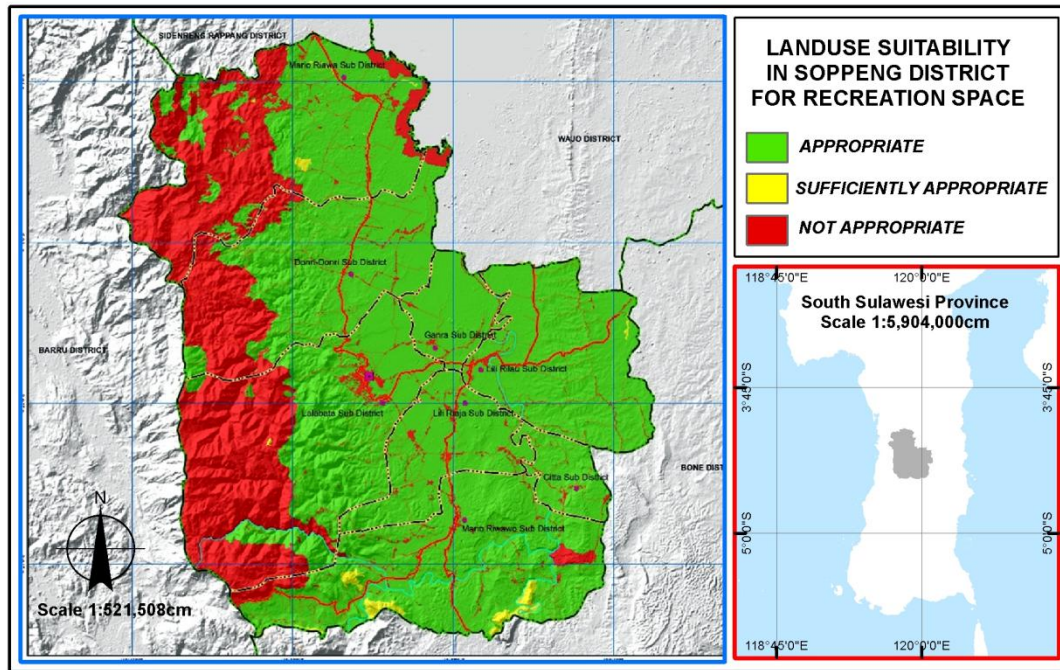 SIDENRENG RAPPANG DISTRICT
Mario Riawa Sub District
WAJO DISTRICT
Donri-Donri Sub District
Ganra Sub District
BARRU DISTRICT
Lili Rilau Sub District
Lalabata Sub District
Lili Riaja Sub District
BONE DIST
Citta Sub District
Mario Riwawo Sub District
N
Scale 1:521,508cm
LANDUSE SUITABILITY
IN SOPPENG DISTRICT
FOR RECREATION SPACE
APPROPRIATE
SUFFICIENTLY APPROPRIATE
NOT APPROPRIATE
118°45'0"E
120°0'0"E
South Sulawesi Province
Scale 1:5,904,000cm
3°45'0"S
3°45'0"S
5°0'0"S
5°0'0"S
118°45'0"E
120°0'0"E